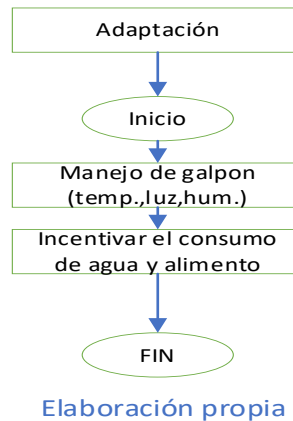 Adaptación
Inicio
Manejo de galpon
(temp.,luz,hum.)
Incentivar el consumo
de agua y alimento
FIN
Elaboración propia